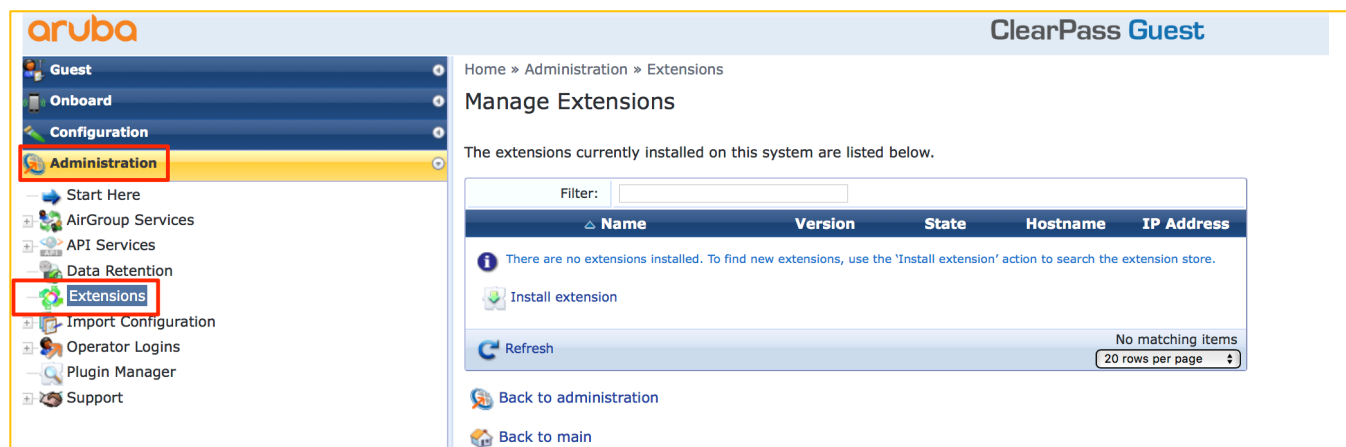 aruba
ClearPass Guest
Guest
Onboard
Configuration
Administration
Start Here
AirGroup Services
API Services
Data Retention
Extensions
Import Configuration
Operator Logins
Plugin Manager
Support
Home » Administration » Extensions
Manage Extensions
The extensions currently installed on this system are listed below.
Filter:
Name Version State Hostname IP Address
There are no extensions installed. To find new extensions, use the 'Install extension' action to search the extension store.
Install extension
Refresh
No matching items
20 rows per page
Back to administration
Back to main